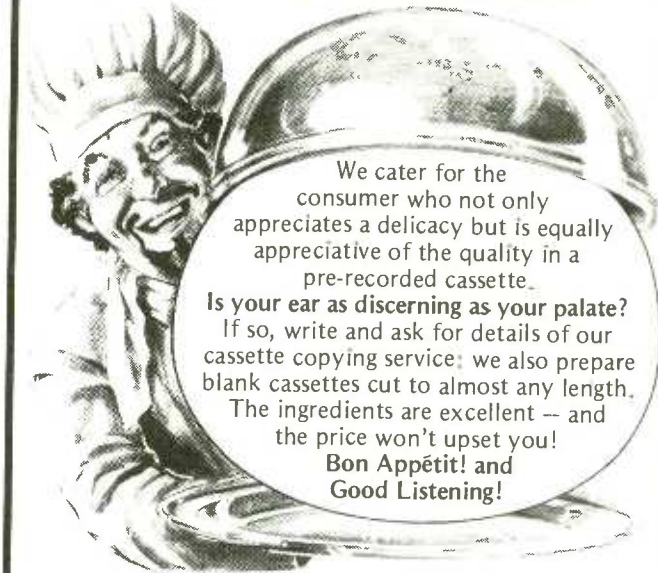 We cater for the
consumer who not only
appreciates a delicacy but is equally
appreciative of the quality in a
pre-recorded cassette.
Is your ear as discerning as your palate?
If so, write and ask for details of our
cassette copying service: we also prepare
blank cassettes cut to almost any length.
The ingredients are excellent — and
the price won't upset you!
Bon Appétit! and
Good Listening!